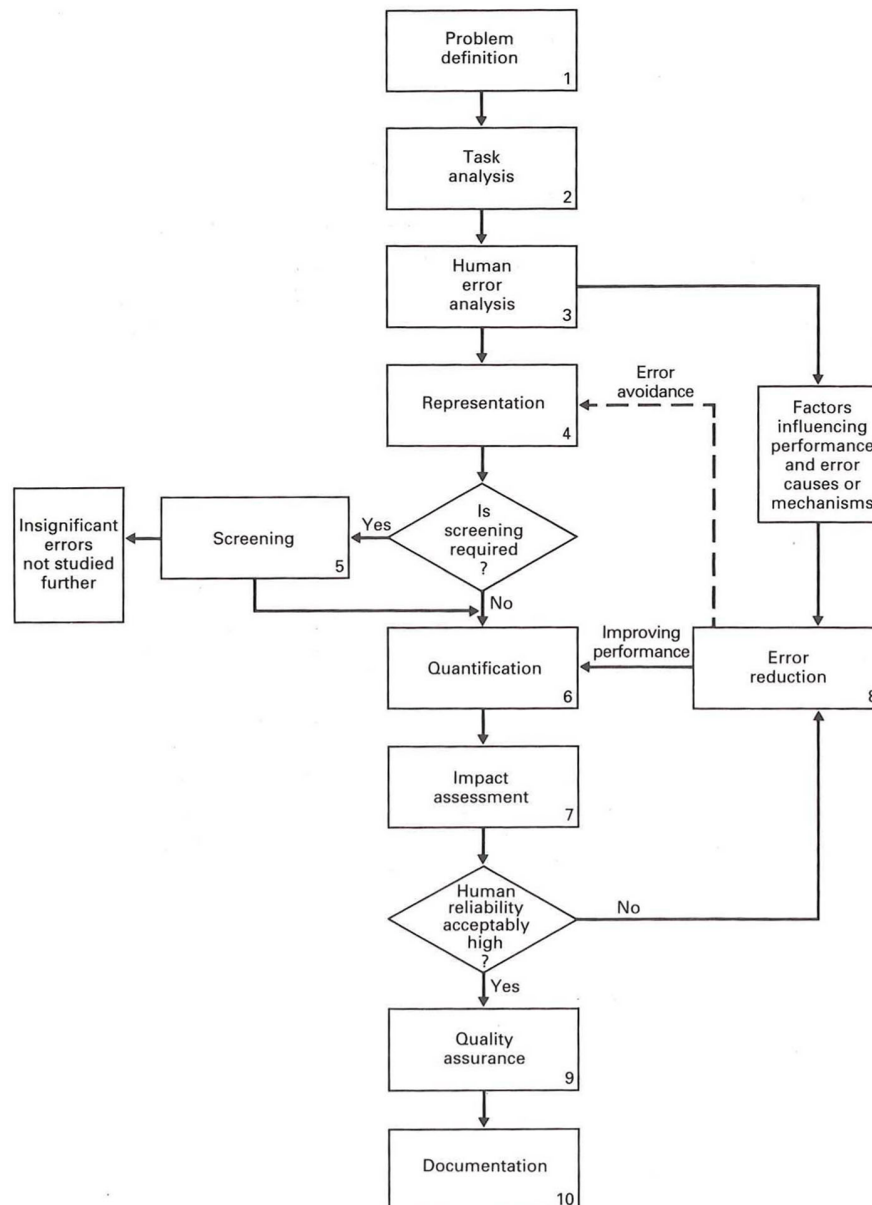 Problem
definition
1
Task
analysis
2
Human
error
analysis
3
Representation
4
Error
avoidance
Factors
influencing
performance
and error
causes or
mechanisms
Is
screening
required
?
Yes
No
Screening
5
Insignificant
errors
not studied
further
Quantification
6
Improving
performance
Error
reduction
8
Impact
assessment
7
Human
reliability
acceptably
high
?
No
Yes
Quality
assurance
9
Documentation
10